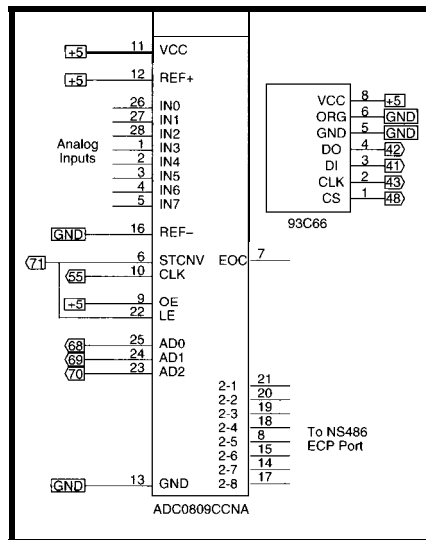 +5 11 VCC
+5 12 REF+
26 IN0
27 IN1
28 IN2
1 IN3
2 IN4
3 IN5
4 IN6
5 IN7
Analog
Inputs
GND 16 REF-
71 6 STCNV EOC 7
55 10 CLK
+5 9 OE
22 LE
68 25 AD0
69 24 AD1
70 23 AD2
2-1 21
2-2 20
2-3 19
2-4 18
2-5 8
2-6 15
2-7 14
2-8 17
To NS486
ECP Port
GND 13 GND
ADC0809CCNA
VCC 8 +5
ORG 6 GND
GND 5 GND
DO 4 42
DI 3 41
CLK 2 43
CS 1 48
93C66